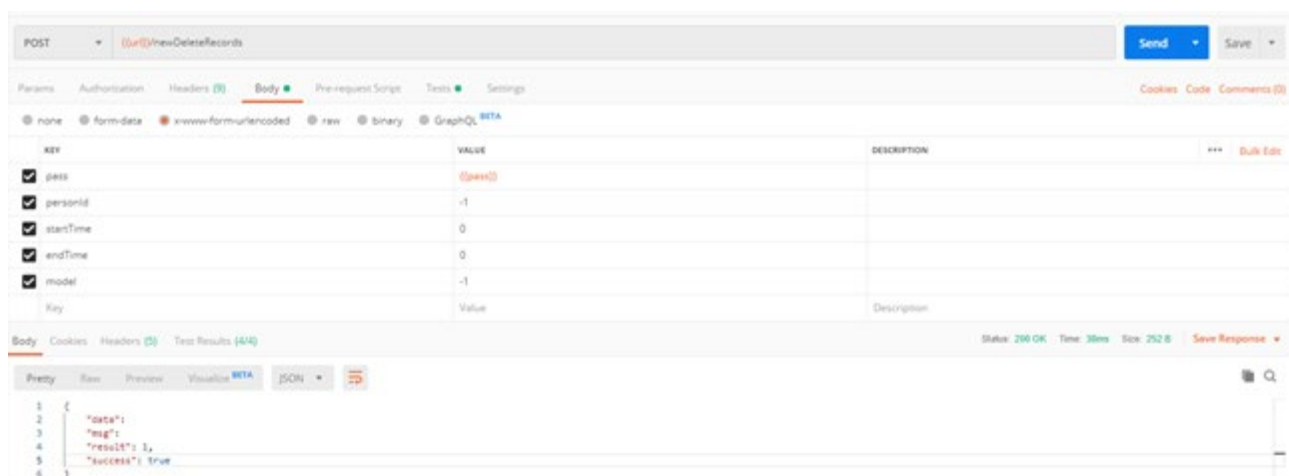 POST {{url}}/newDeleteRecords Send Save
Params Authorization Headers (9) Body Pre-request Script Tests Settings Cookies Code Comments (0)
none form-data x-www-form-urlencoded raw binary GraphQL BETA
KEY VALUE DESCRIPTION ••• Bulk Edit
pass {{pass}}
personId -1
startTime 0
endTime 0
model -1
Key Value Description
Body Cookies Headers (5) Test Results (4/4) Status: 200 OK Time: 38ms Size: 252 B Save Response
Pretty Raw Preview Visualize BETA JSON
1 {
2 "data":
3 "msg":
4 "result": 1,
5 "success": true
6 }